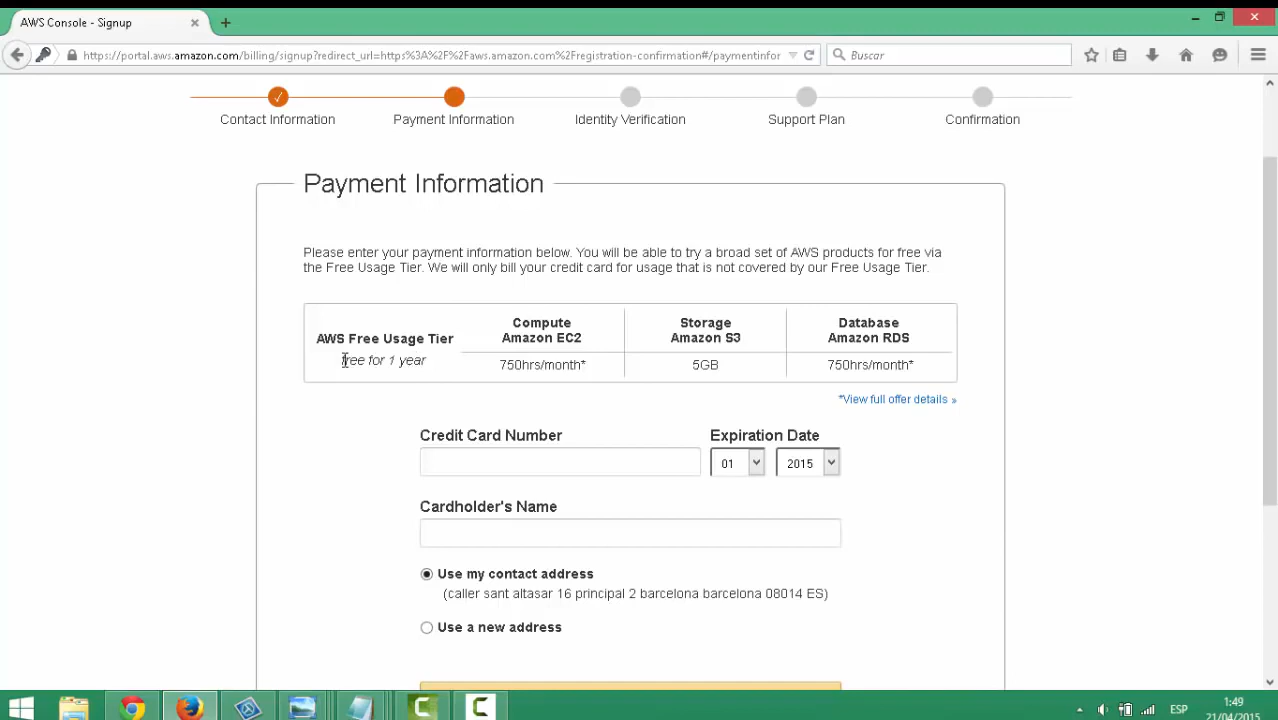 AWS Console - Signup
https://portal.aws.amazon.com/billing/signup?redirect_url=https%3A%2F%2Faws.amazon.com%2Fregistration-confirmation#/paymentinfor
Buscar
Contact Information
Payment Information
Identity Verification
Support Plan
Confirmation
Payment Information
Please enter your payment information below. You will be able to try a broad set of AWS products for free via
the Free Usage Tier. We will only bill your credit card for usage that is not covered by our Free Usage Tier.
AWS Free Usage Tier
free for 1 year
Compute
Amazon EC2
750hrs/month*
Storage
Amazon S3
5GB
Database
Amazon RDS
750hrs/month*
*View full offer details »
Credit Card Number
Expiration Date
01
2015
Cardholder's Name
Use my contact address
(caller sant altasar 16 principal 2 barcelona barcelona 08014 ES)
Use a new address
ESP
1:49
21/04/2015